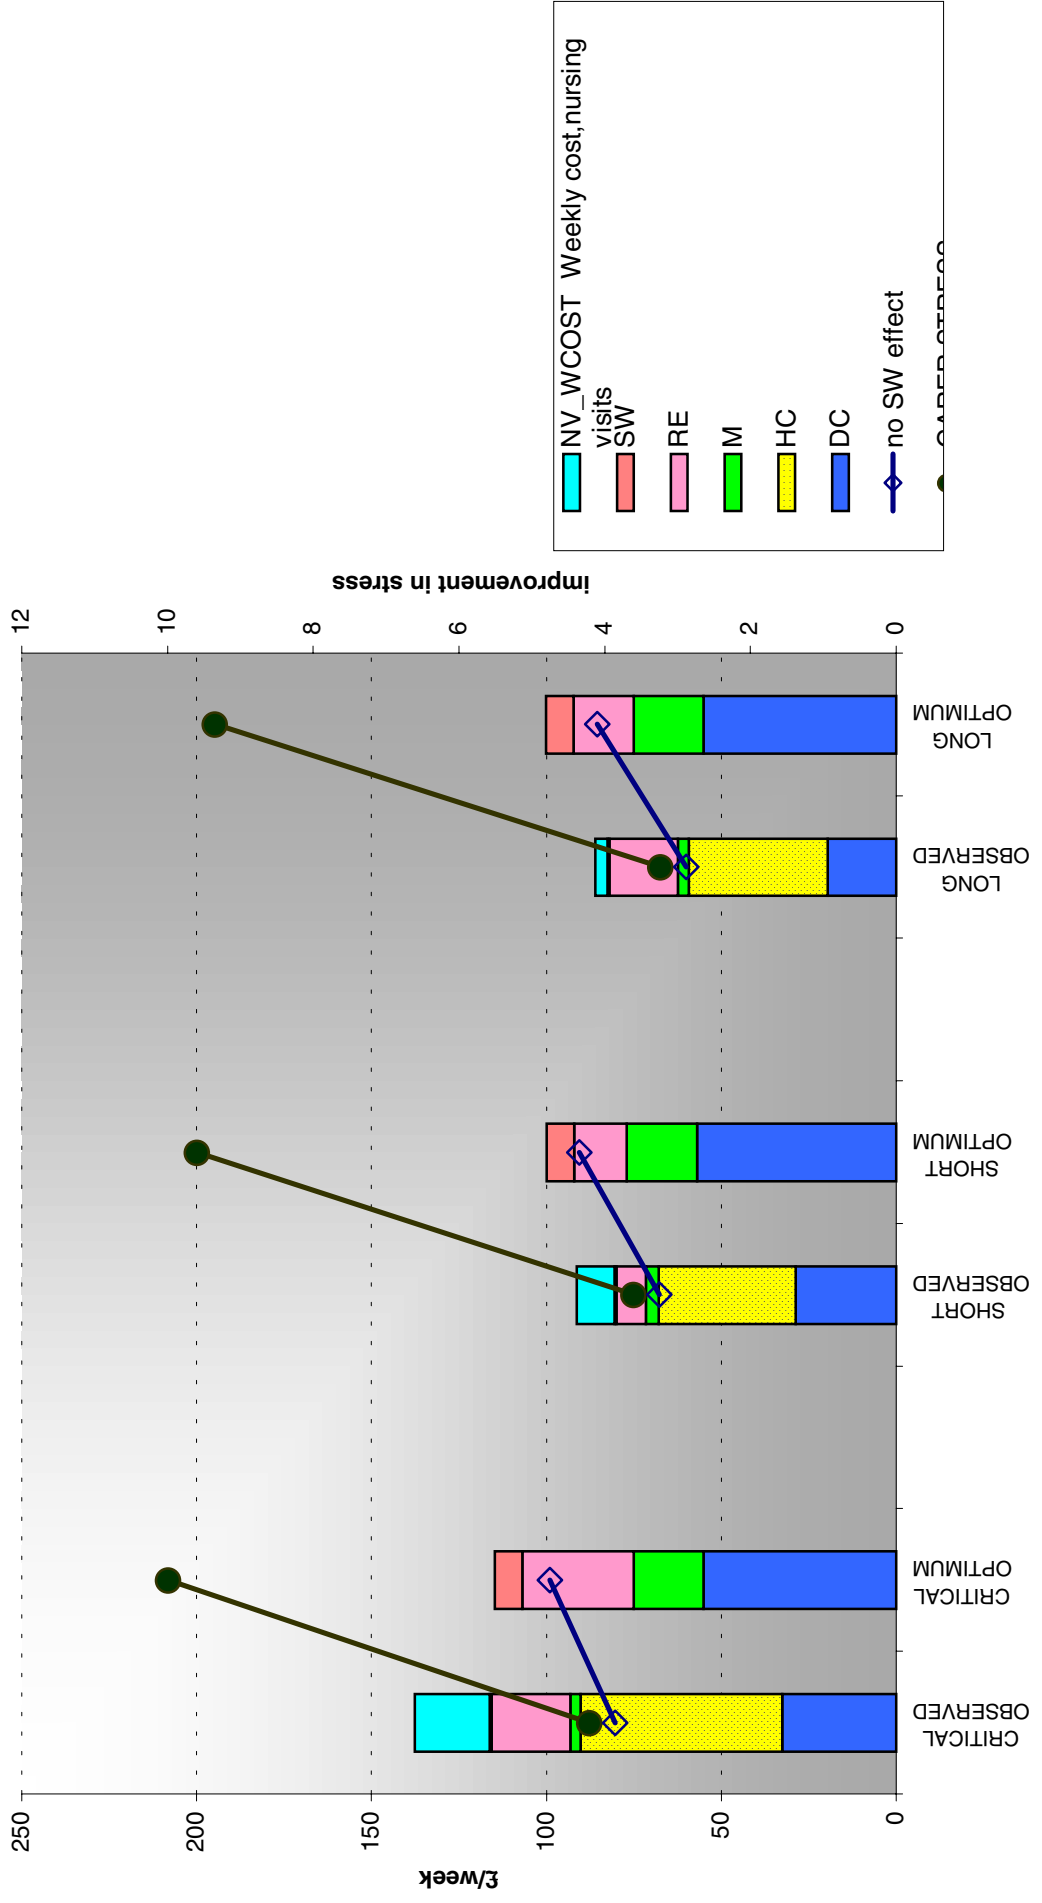 £/week
250
200
150
100
50
0
CRITICAL
OBSERVED
CRITICAL
OPTIMUM
SHORT
OBSERVED
SHORT
OPTIMUM
LONG
OBSERVED
LONG
OPTIMUM
12
10
8
6
4
2
0
improvement in stress
NV_WCOST Weekly cost,nursing
visits
SW
RE
M
HC
DC
no SW effect